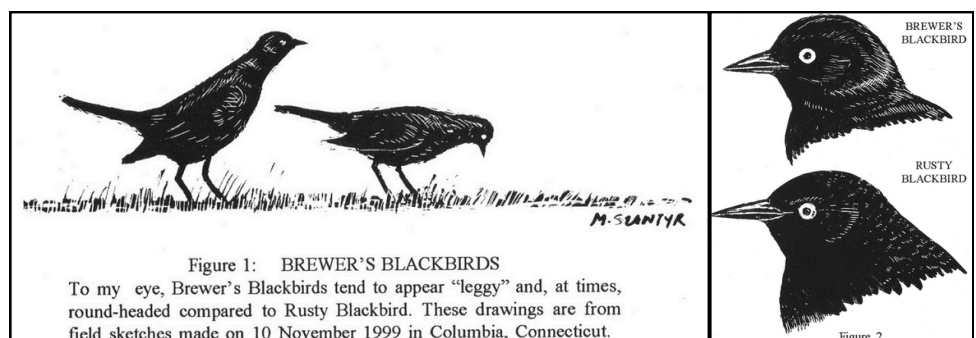 M. SZANTYR
Figure 1: BREWER'S BLACKBIRDS
To my eye, Brewer's Blackbirds tend to appear "leggy" and, at times,
round-headed compared to Rusty Blackbird. These drawings are from
field sketches made on 10 November 1999 in Columbia, Connecticut.
BREWER'S
BLACKBIRD
RUSTY
BLACKBIRD
Figure 2